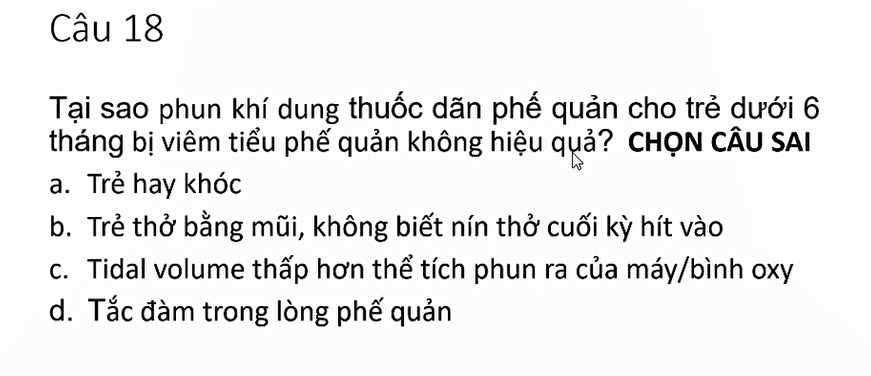 Câu 18
Tại sao phun khí dung thuốc dãn phế quản cho trẻ dưới 6
tháng bị viêm tiểu phế quản không hiệu quả? CHỌN CÂU SAI
a. Trẻ hay khóc
b. Trẻ thở bằng mũi, không biết nín thở cuối kỳ hít vào
c. Tidal volume thấp hơn thể tích phun ra của máy/bình oxy
d. Tắc đàm trong lòng phế quản